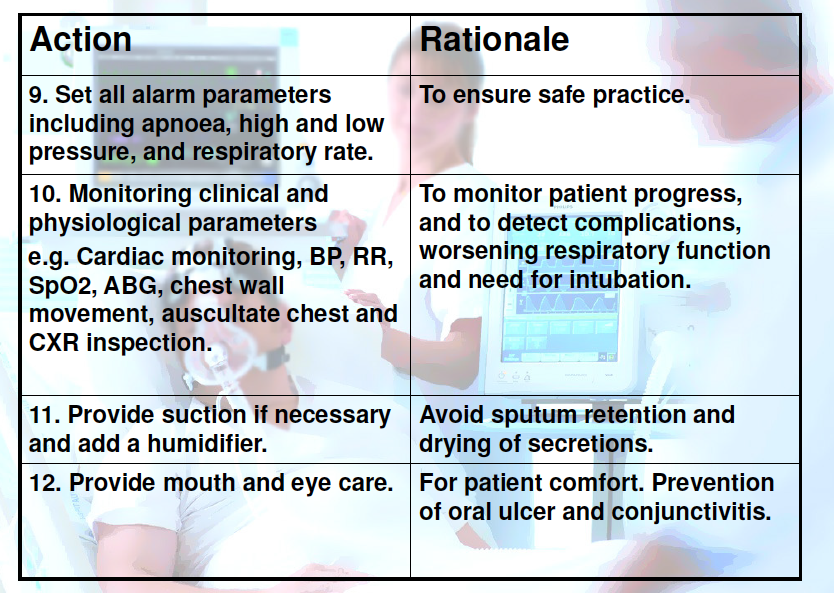 Action
Rationale
9. Set all alarm parameters
including apnoea, high and low
pressure, and respiratory rate.
To ensure safe practice.
10. Monitoring clinical and
physiological parameters
e.g. Cardiac monitoring, BP, RR,
SpO2, ABG, chest wall
movement, auscultate chest and
CXR inspection.
To monitor patient progress,
and to detect complications,
worsening respiratory function
and need for intubation.
11. Provide suction if necessary
and add a humidifier.
Avoid sputum retention and
drying of secretions.
12. Provide mouth and eye care.
For patient comfort. Prevention
of oral ulcer and conjunctivitis.